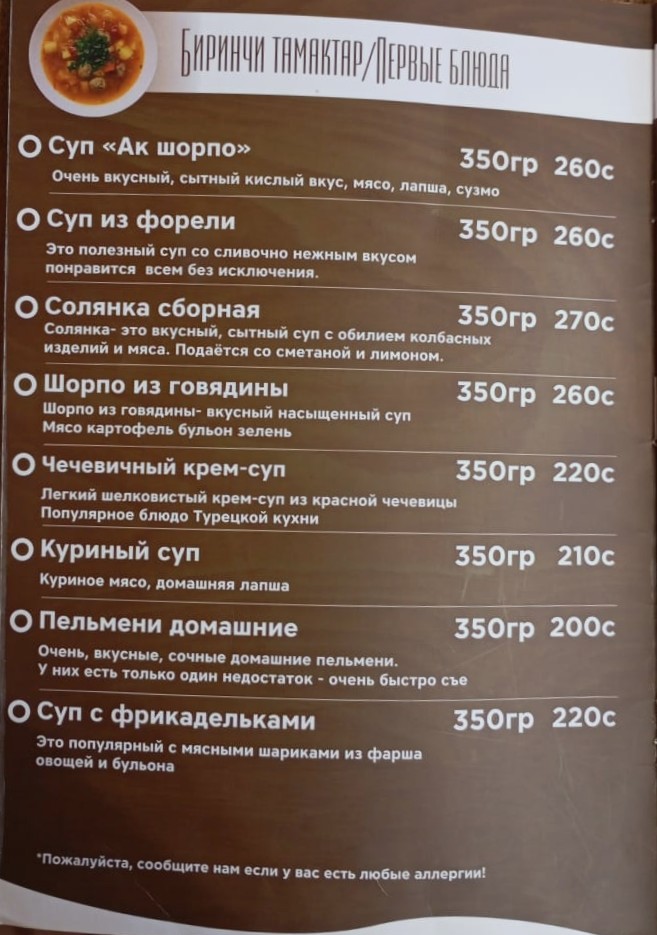 Биринчи тамактар/Первые блюда
Суп «Ак шорпо» 350гр 260с
Очень вкусный, сытный кислый вкус, мясо, лапша, сузмо
Суп из форели 350гр 260с
Это полезный суп со сливочно нежным вкусом
понравится всем без исключения.
Солянка сборная 350гр 270с
Солянка- это вкусный, сытный суп с обилием колбасных
изделий и мяса. Подаётся со сметаной и лимоном.
Шорпо из говядины 350гр 260с
Шорпо из говядины- вкусный насыщенный суп
Мясо картофель бульон зелень
Чечевичный крем-суп 350гр 220с
Легкий шелковистый крем-суп из красной чечевицы
Популярное блюдо Турецкой кухни
Куриный суп 350гр 210с
Куриное мясо, домашняя лапша
Пельмени домашние 350гр 200с
Очень, вкусные, сочные домашние пельмени.
У них есть только один недостаток - очень быстро съе
Суп с фрикадельками 350гр 220с
Это популярный с мясными шариками из фарша
овощей и бульона
*Пожалуйста, сообщите нам если у вас есть любые аллергии!